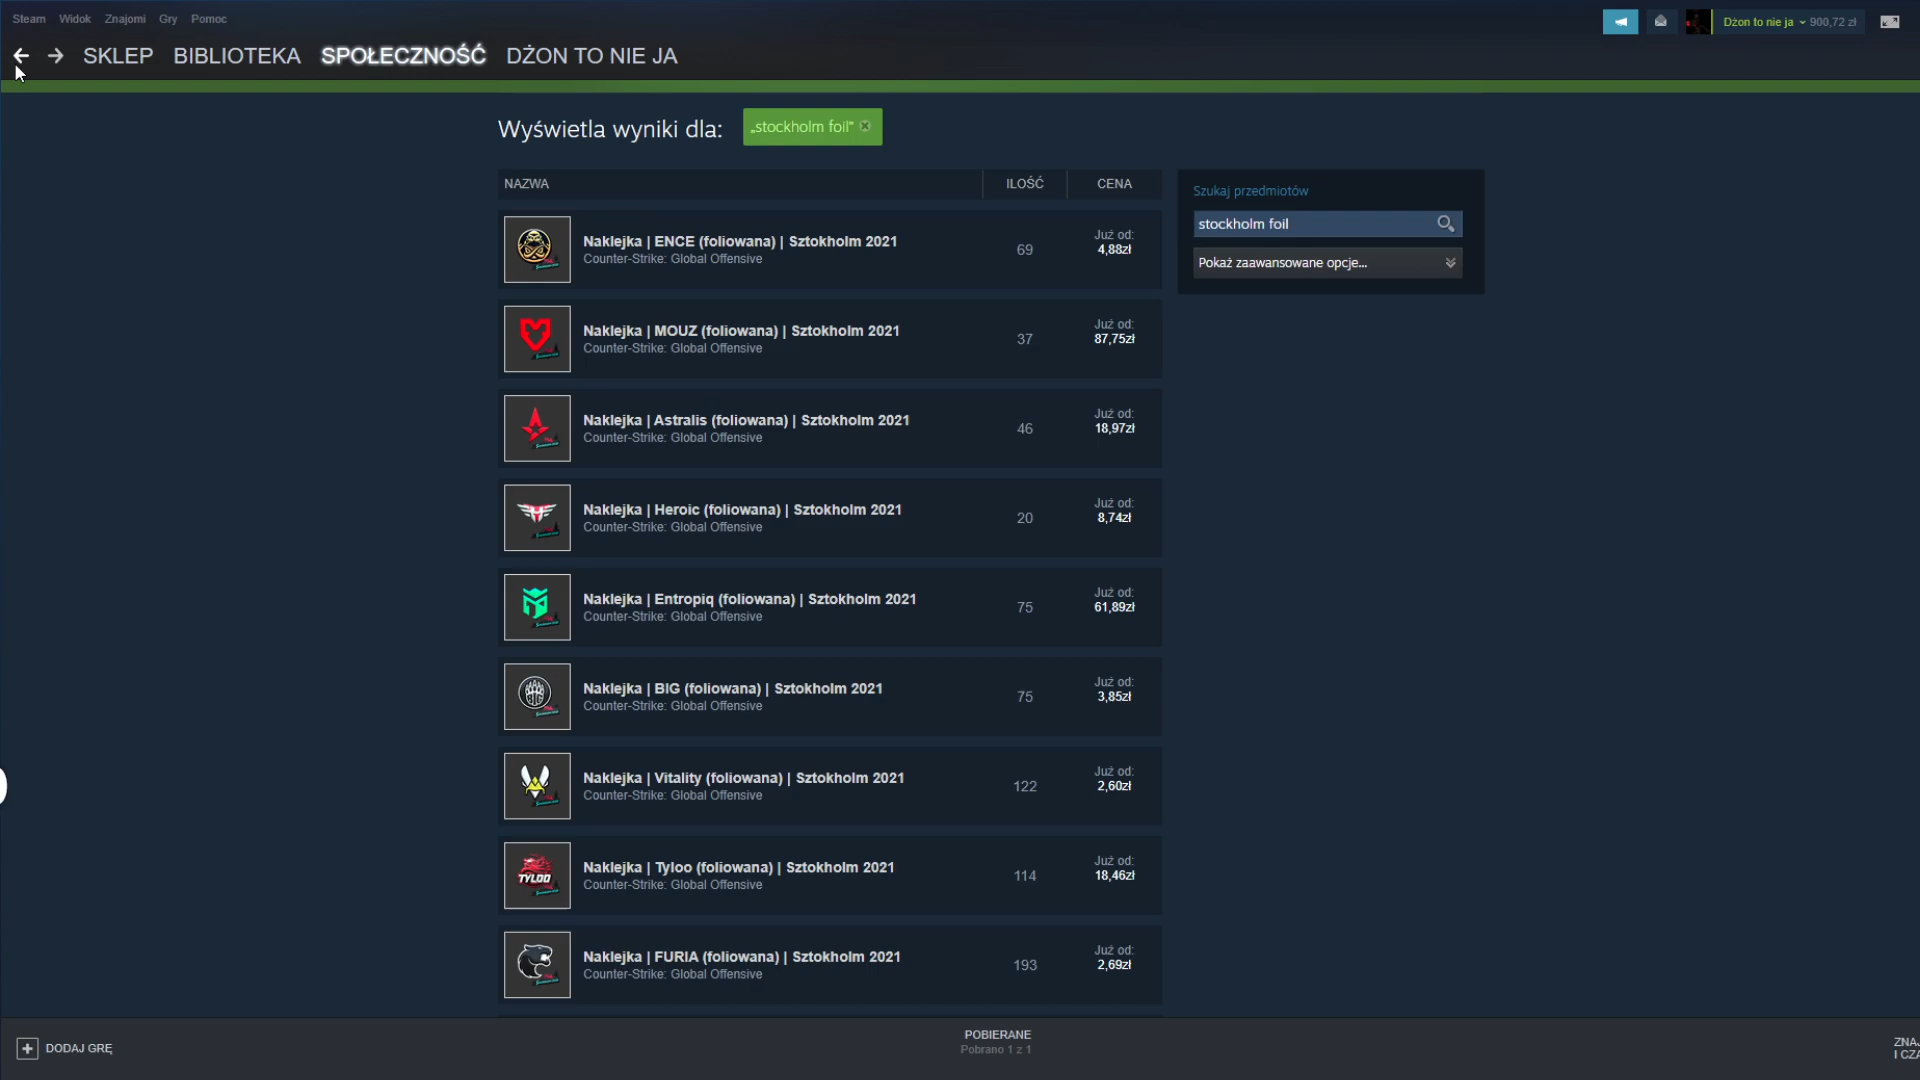 Steam Widok Znajomi Gry Pomoc
Dżon to nie ja 900,72 zł
SKLEP BIBLIOTEKA SPOŁECZNOŚĆ DŻON TO NIE JA
Wyświetla wyniki dla: „stockholm foil”
NAZWA ILOŚĆ CENA
Naklejka | ENCE (foliowana) | Sztokholm 2021
Counter-Strike: Global Offensive
69
Już od:
4,88zł
Naklejka | MOUZ (foliowana) | Sztokholm 2021
Counter-Strike: Global Offensive
37
Już od:
87,75zł
Naklejka | Astralis (foliowana) | Sztokholm 2021
Counter-Strike: Global Offensive
46
Już od:
18,97zł
Naklejka | Heroic (foliowana) | Sztokholm 2021
Counter-Strike: Global Offensive
20
Już od:
8,74zł
Naklejka | Entropiq (foliowana) | Sztokholm 2021
Counter-Strike: Global Offensive
75
Już od:
61,89zł
Naklejka | BIG (foliowana) | Sztokholm 2021
Counter-Strike: Global Offensive
75
Już od:
3,85zł
Naklejka | Vitality (foliowana) | Sztokholm 2021
Counter-Strike: Global Offensive
122
Już od:
2,60zł
TYLOO
Naklejka | Tyloo (foliowana) | Sztokholm 2021
Counter-Strike: Global Offensive
114
Już od:
18,46zł
Naklejka | FURIA (foliowana) | Sztokholm 2021
Counter-Strike: Global Offensive
193
Już od:
2,69zł
Szukaj przedmiotów
stockholm foil
Pokaż zaawansowane opcje...
DODAJ GRĘ
POBIERANE
Pobrano 1 z 1
ZNAJ
I CZA